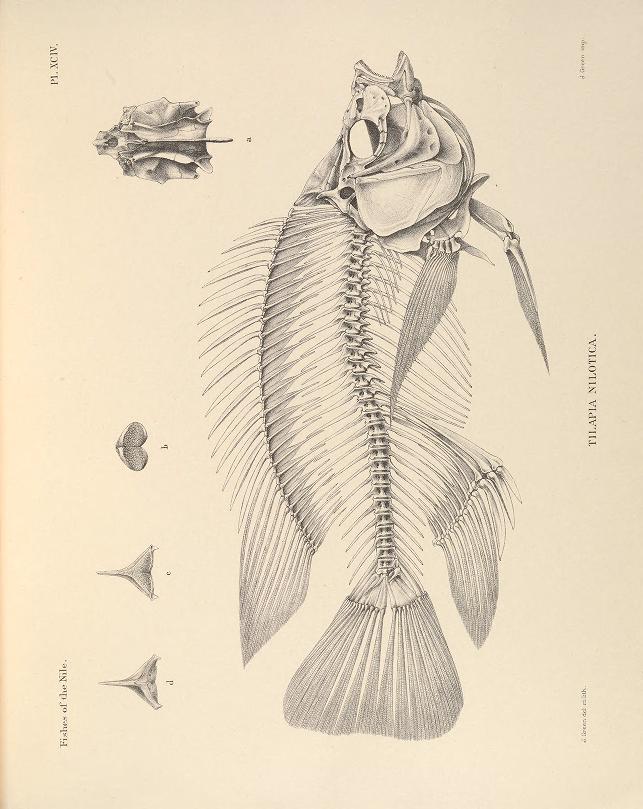 Fishes of the Nile.
Pl. XCIV.
d
c
b
a
J. Green del. et lith.
J. Green imp.
TILAPIA NILOTICA.